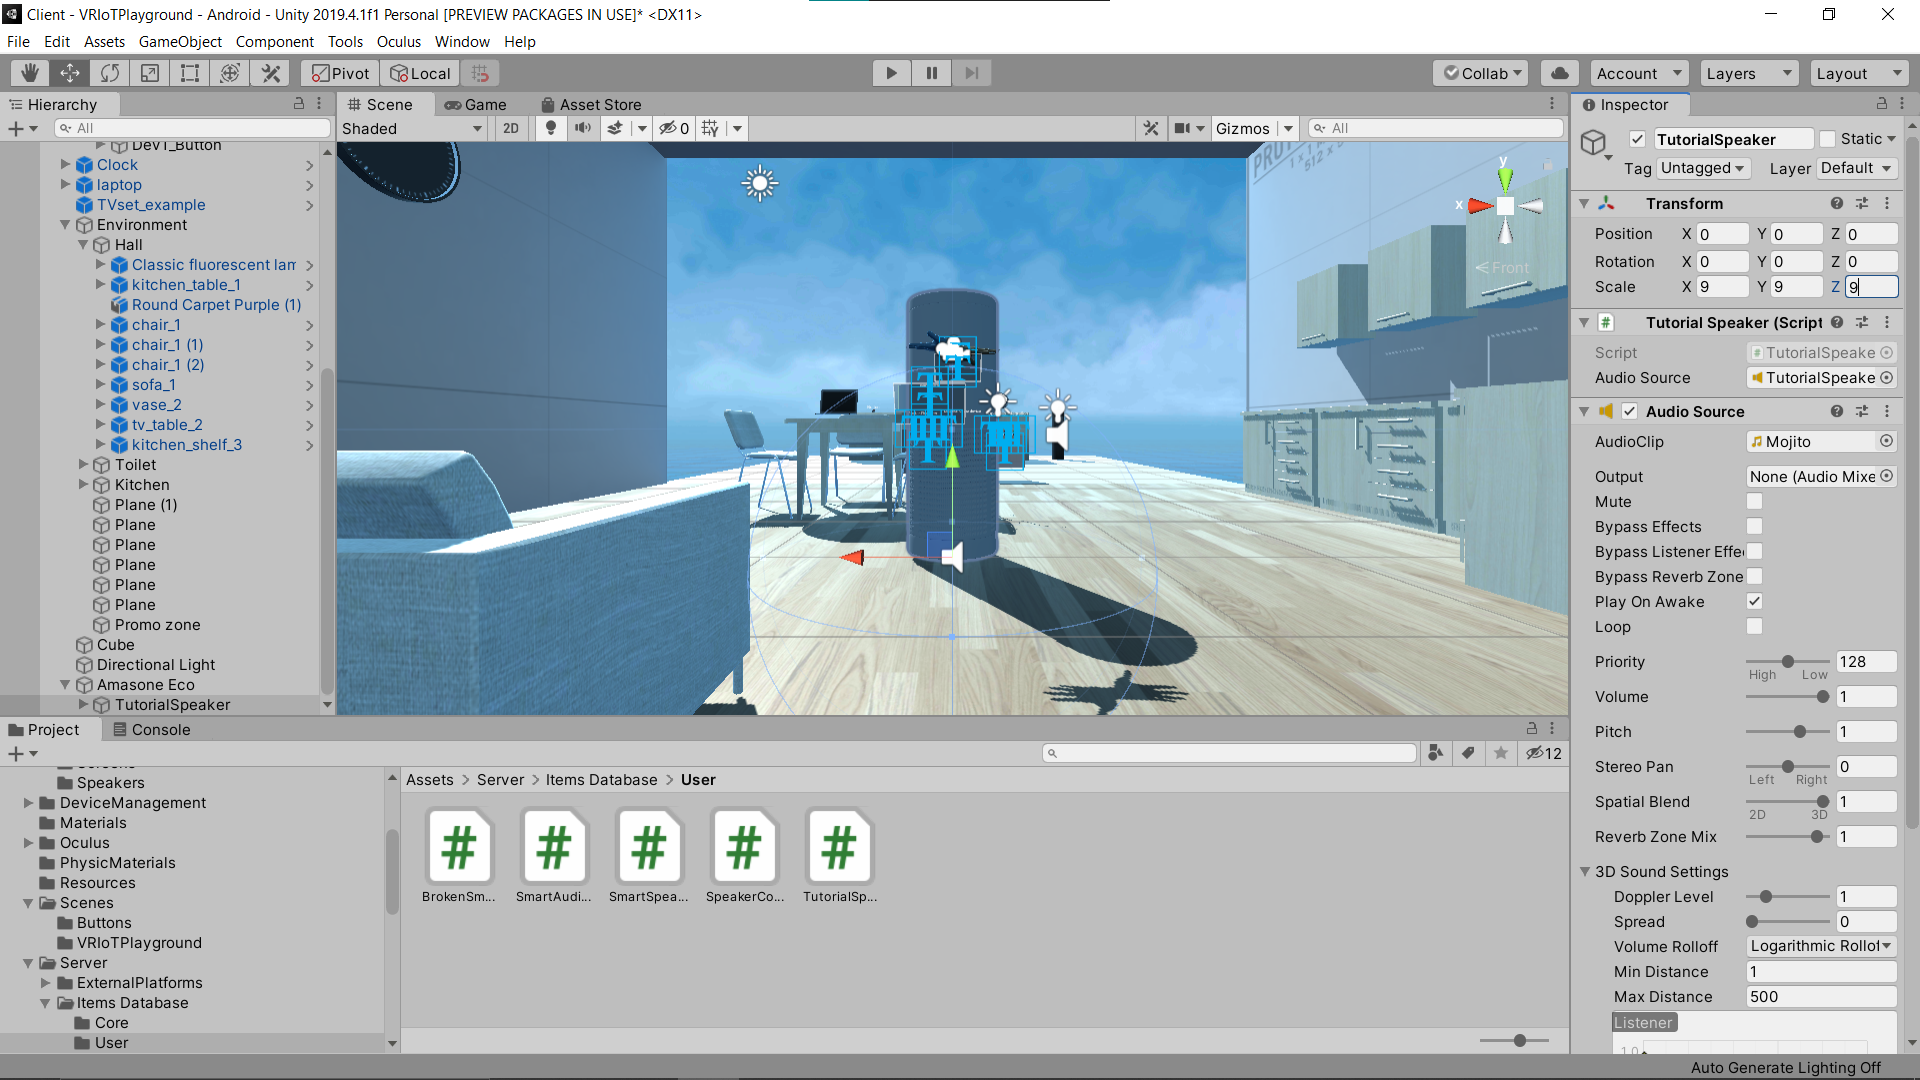 Client - VRIoTPlayground - Android - Unity 2019.4.1f1 Personal [PREVIEW PACKAGES IN USE]* <DX11>
File Edit Assets GameObject Component Tools Oculus Window Help
Pivot Local Collab Account Layers Layout
Hierarchy
All
Dev1_Button
Clock
laptop
TVset_example
Environment
Hall
Classic fluorescent lam
kitchen_table_1
Round Carpet Purple (1)
chair_1
chair_1 (1)
chair_1 (2)
sofa_1
vase_2
tv_table_2
kitchen_shelf_3
Toilet
Kitchen
Plane (1)
Plane
Plane
Plane
Plane
Plane
Promo zone
Cube
Directional Light
Amasone Eco
TutorialSpeaker
Scene Game Asset Store
Shaded 2D 0 Gizmos All
y
x
Front
Inspector
TutorialSpeaker Static
Tag Untagged Layer Default
Transform
Position X 0 Y 0 Z 0
Rotation X 0 Y 0 Z 0
Scale X 9 Y 9 Z 9
# Tutorial Speaker (Script
Script # TutorialSpeake
Audio Source TutorialSpeake
Audio Source
AudioClip Mojito
Output None (Audio Mixe
Mute
Bypass Effects
Bypass Listener Effe
Bypass Reverb Zone
Play On Awake
Loop
Priority 128
High Low
Volume 1
Pitch 1
Stereo Pan 0
Left Right
Spatial Blend 1
2D 3D
Reverb Zone Mix 1
3D Sound Settings
Doppler Level 1
Spread 0
Volume Rolloff Logarithmic Rollof
Min Distance 1
Max Distance 500
Listener
1.0
Project Console
12
Speakers
DeviceManagement
Materials
Oculus
PhysicMaterials
Resources
Scenes
Buttons
VRIoTPlayground
Server
ExternalPlatforms
Items Database
Core
User
Assets > Server > Items Database > User
# # # # #
BrokenSm... SmartAudi... SmartSpea... SpeakerCo... TutorialSp...
Auto Generate Lighting Off